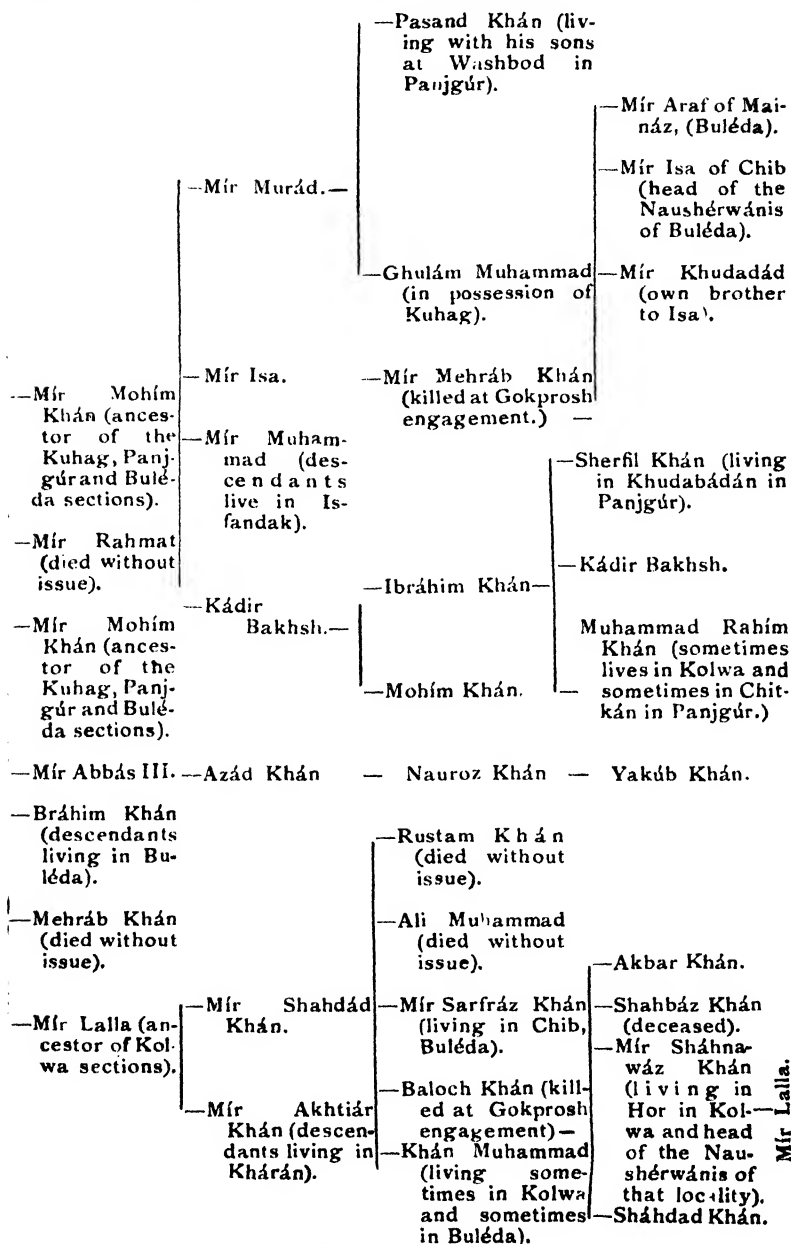 —Mír Mohím
Khán (ances-
tor of the
Kuhag, Panj-
gúr and Bulé-
da sections).
—Mír Rahmat
(died without
issue).
—Mír Mohím
Khán (ances-
tor of the
Kuhag, Panj-
gúr and Bulé-
da sections).
—Mír Abbás III.
—Bráhim Khán
(descendants
living in Bu-
léda).
—Mehráb Khán
(died without
issue).
—Mír Lalla (an-
cestor of Kol-
wa sections).
—Mír Murád.—
—Mír Isa.
—Mír Muham-
mad (des-
cendants
live in Is-
fandak).
—Kádir
Bakhsh.—
—Azád Khán
—Mír Shahdád
Khán.
—Mír Akhtiár
Khán (descen-
dants living in
Khárán).
—Pasand Khán (liv-
ing with his sons
at Washbod in
Panjgúr).
—Ghulám Muhammad
(in possession of
Kuhag).
—Mír Mehráb Khán
(killed at Gokprosh
engagement.) —
—Ibráhim Khán—
—Mohím Khán.
— Nauroz Khán
—Rustam Khán
(died without
issue).
—Ali Muhammad
(died without
issue).
—Mír Sarfráz Khán
(living in Chib,
Buléda).
—Baloch Khán (kill-
ed at Gokprosh
engagement)—
—Khán Muhammad
(living some-
times in Kolwa
and sometimes
in Buléda).
—Mír Araf of Mai-
náz, (Buléda).
—Mír Isa of Chib
(head of the
Naushérwánis
of Buléda).
—Mír Khudadád
(own brother
to Isa).
—Sherfil Khán (living
in Khudabádán in
Panjgúr).
—Kádir Bakhsh.
Muhammad Rahím
Khán (sometimes
lives in Kolwa and
— sometimes in Chit-
kán in Panjgúr.)
— Yakúb Khán.
—Akbar Khán.
—Shahbáz Khán
(deceased).
—Mír Sháhna-
wáz Khán
(living in
Hor in Kol-—
wa and head
of the Nau-
shérwánis of
that locality).
—Sháhdad Khán.
Mír Lalla.